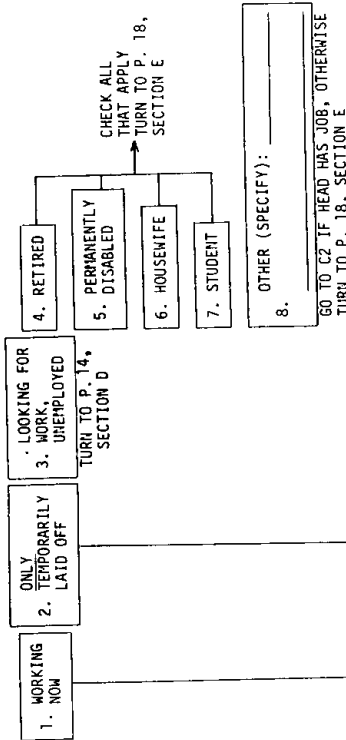 1. WORKING
NOW
ONLY
2. TEMPORARILY
LAID OFF
LOOKING FOR
3. WORK,
UNEMPLOYED
TURN TO P. 14,
SECTION D
4. RETIRED
5. PERMANENTLY
DISABLED
6. HOUSEWIFE
7. STUDENT
CHECK ALL
THAT APPLY
TURN TO P. 18,
SECTION E
8. OTHER (SPECIFY):
GO TO C2 IF HEAD HAS JOB, OTHERWISE
TURN TO P. 18, SECTION E